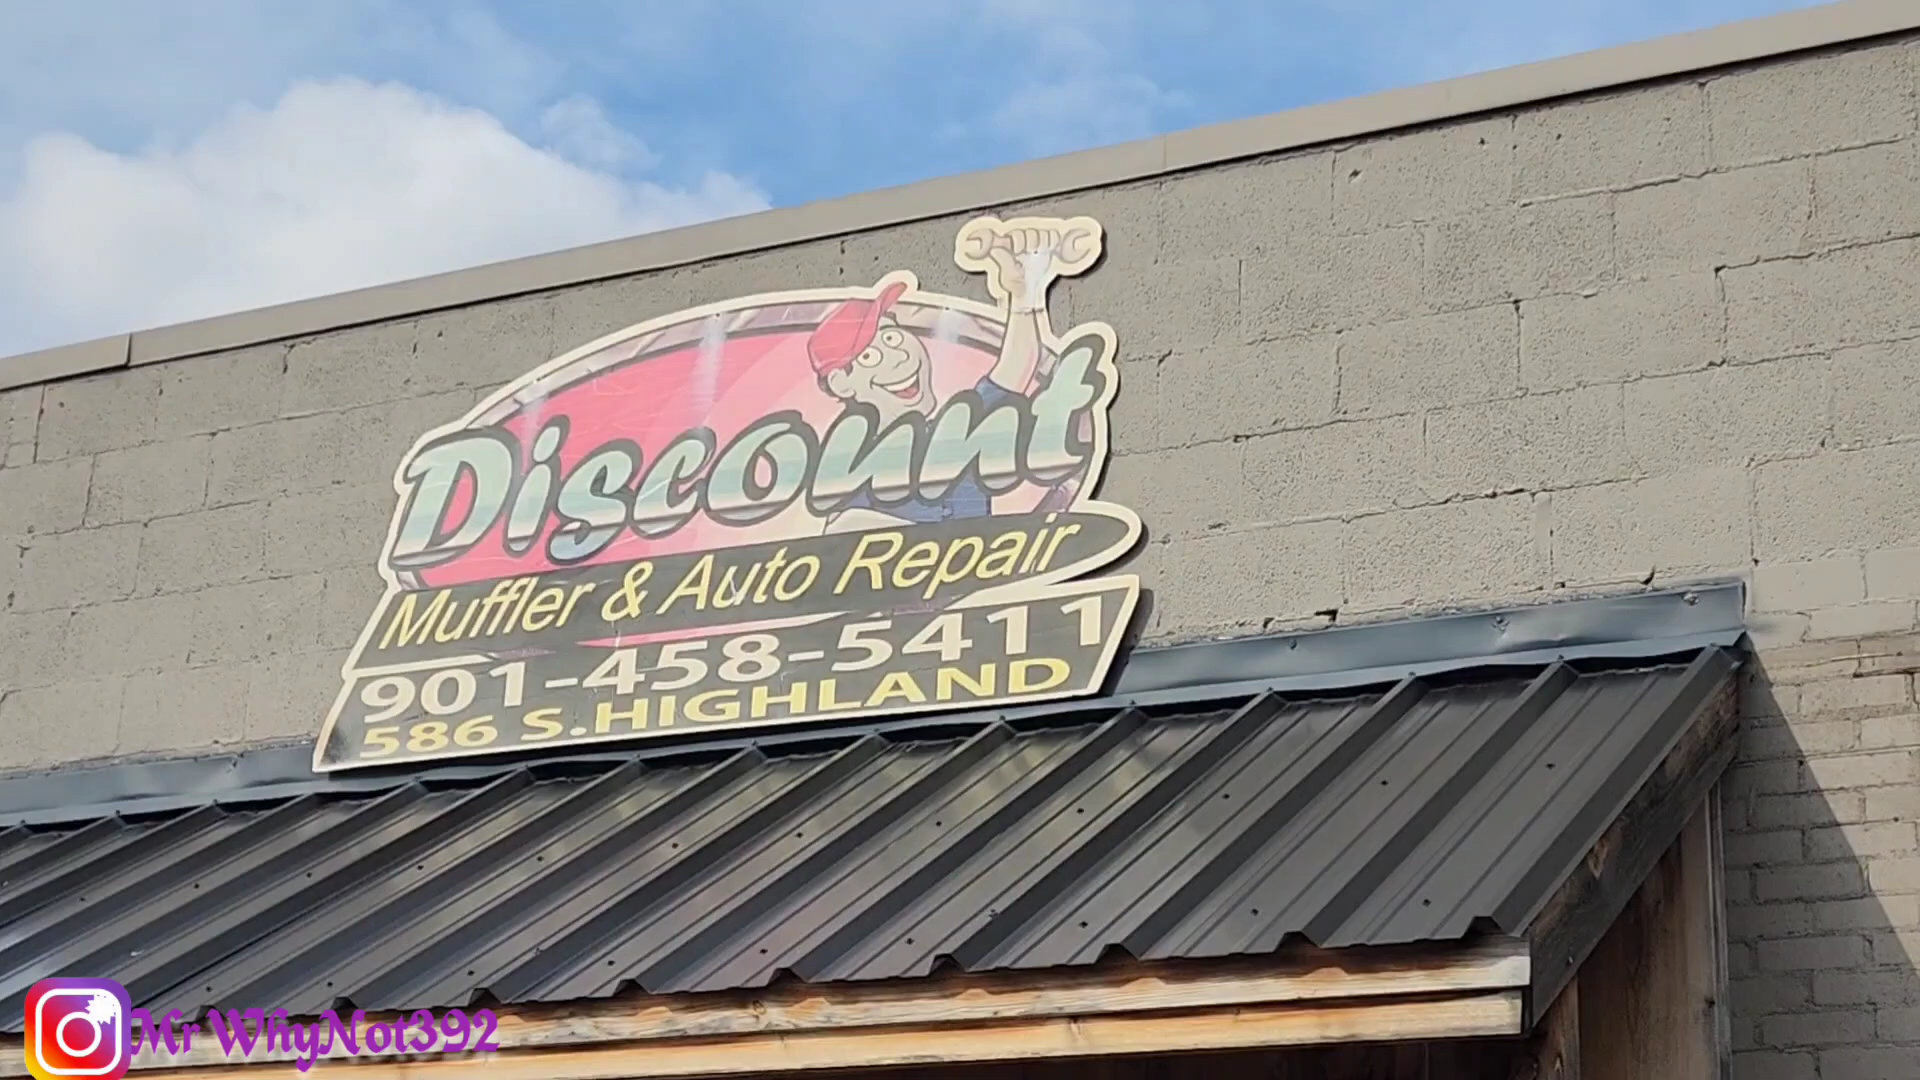 Discount
Muffler & Auto Repair
901-458-5411
586 S.HIGHLAND
Mr WhyNot392